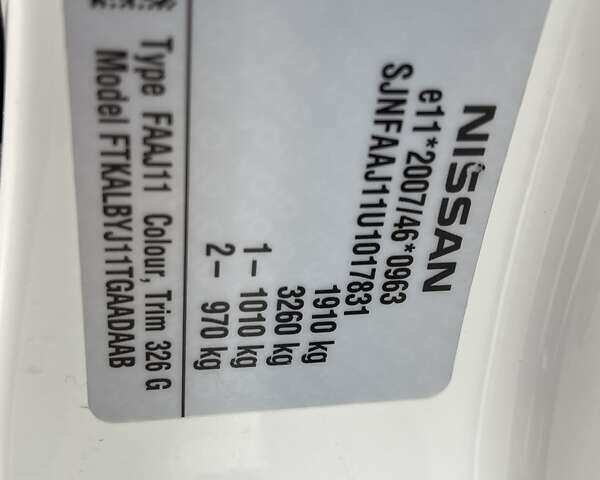 NISSAN
e11*2007/46*0963
SJNFAAJ11U1017831
1910 kg
3260 kg
1– 1010 kg
2– 970 kg
Type FAAJ11 Colour, Trim 326 G
Model FTKALBYJ11TGAADAAB